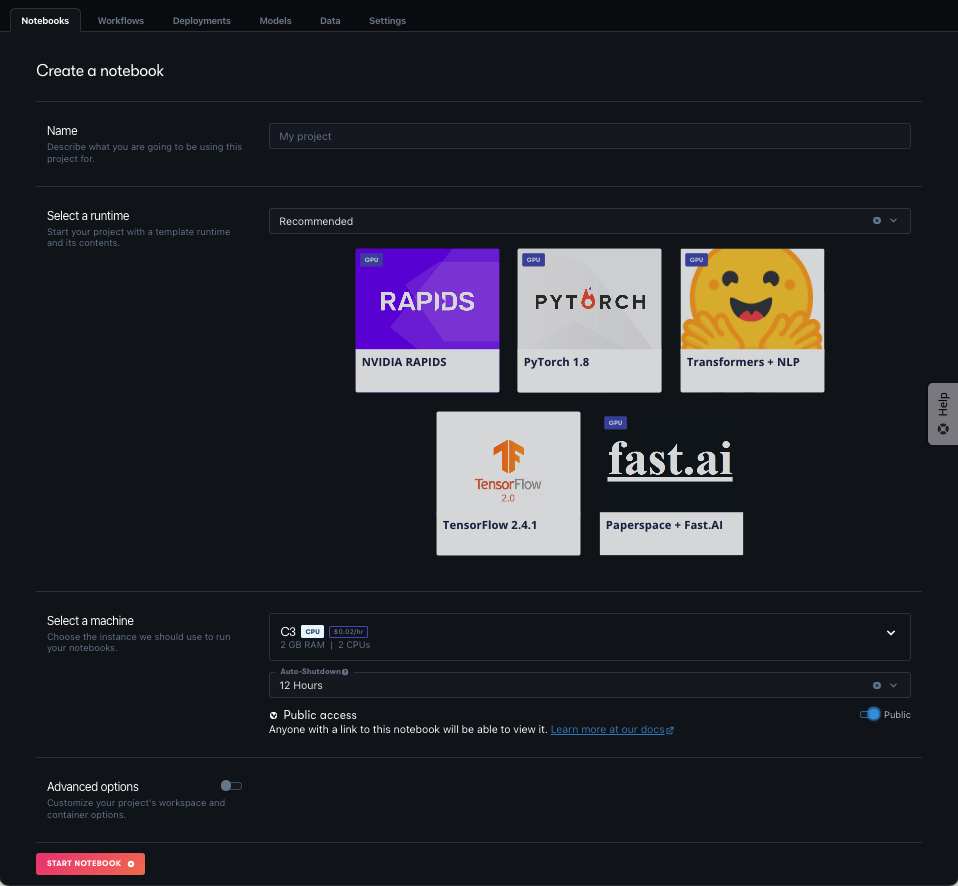 Notebooks Workflows Deployments Models Data Settings
Create a notebook
Name
Describe what you are going to be using this
project for.
My project
Select a runtime
Start your project with a template runtime
and its contents.
Recommended
GPU
RAPIDS
NVIDIA RAPIDS
GPU
PYTORCH
PyTorch 1.8
GPU
Transformers + NLP
Help
TensorFlow
2.0
TensorFlow 2.4.1
GPU
fast.ai
Paperspace + Fast.AI
Select a machine
Choose the instance we should use to run
your notebooks.
C3 CPU $0.02/hr
2 GB RAM | 2 CPUs
Auto-Shutdown
12 Hours
Public access
Public
Anyone with a link to this notebook will be able to view it. Learn more at our docs
Advanced options
Customize your project's workspace and
container options.
START NOTEBOOK